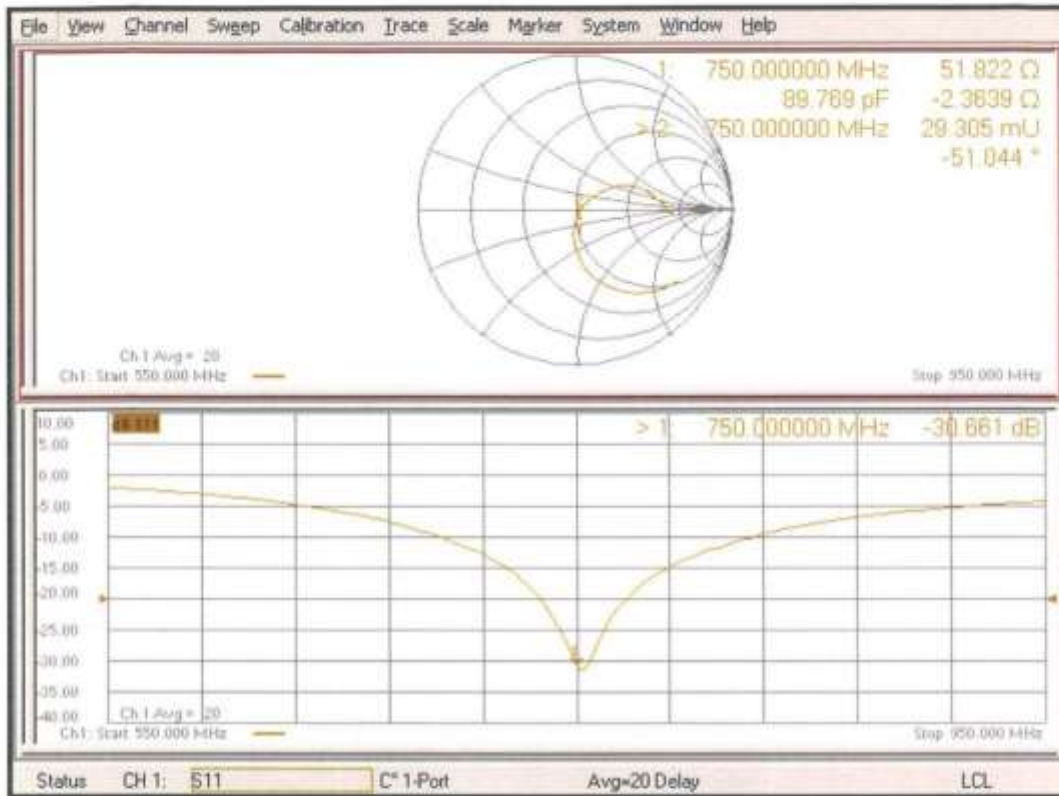 File View Channel Sweep Calibration Trace Scale Marker System Window Help
1: 750.000000 MHz 51.822 Ω
89.769 pF -2.3639 Ω
> 2: 750.000000 MHz 29.305 mU
-51.044 °
Ch 1 Avg = 20
Ch1: Start 550.000 MHz
Stop 950.000 MHz
10.00
5.00
0.00
-5.00
-10.00
-15.00
-20.00
-25.00
-30.00
-35.00
-40.00
> 1: 750.000000 MHz -30.661 dB
Ch 1 Avg = 20
Ch1: Start 550.000 MHz
Stop 950.000 MHz
Status CH 1: S11 C* 1-Port Avg=20 Delay LCL